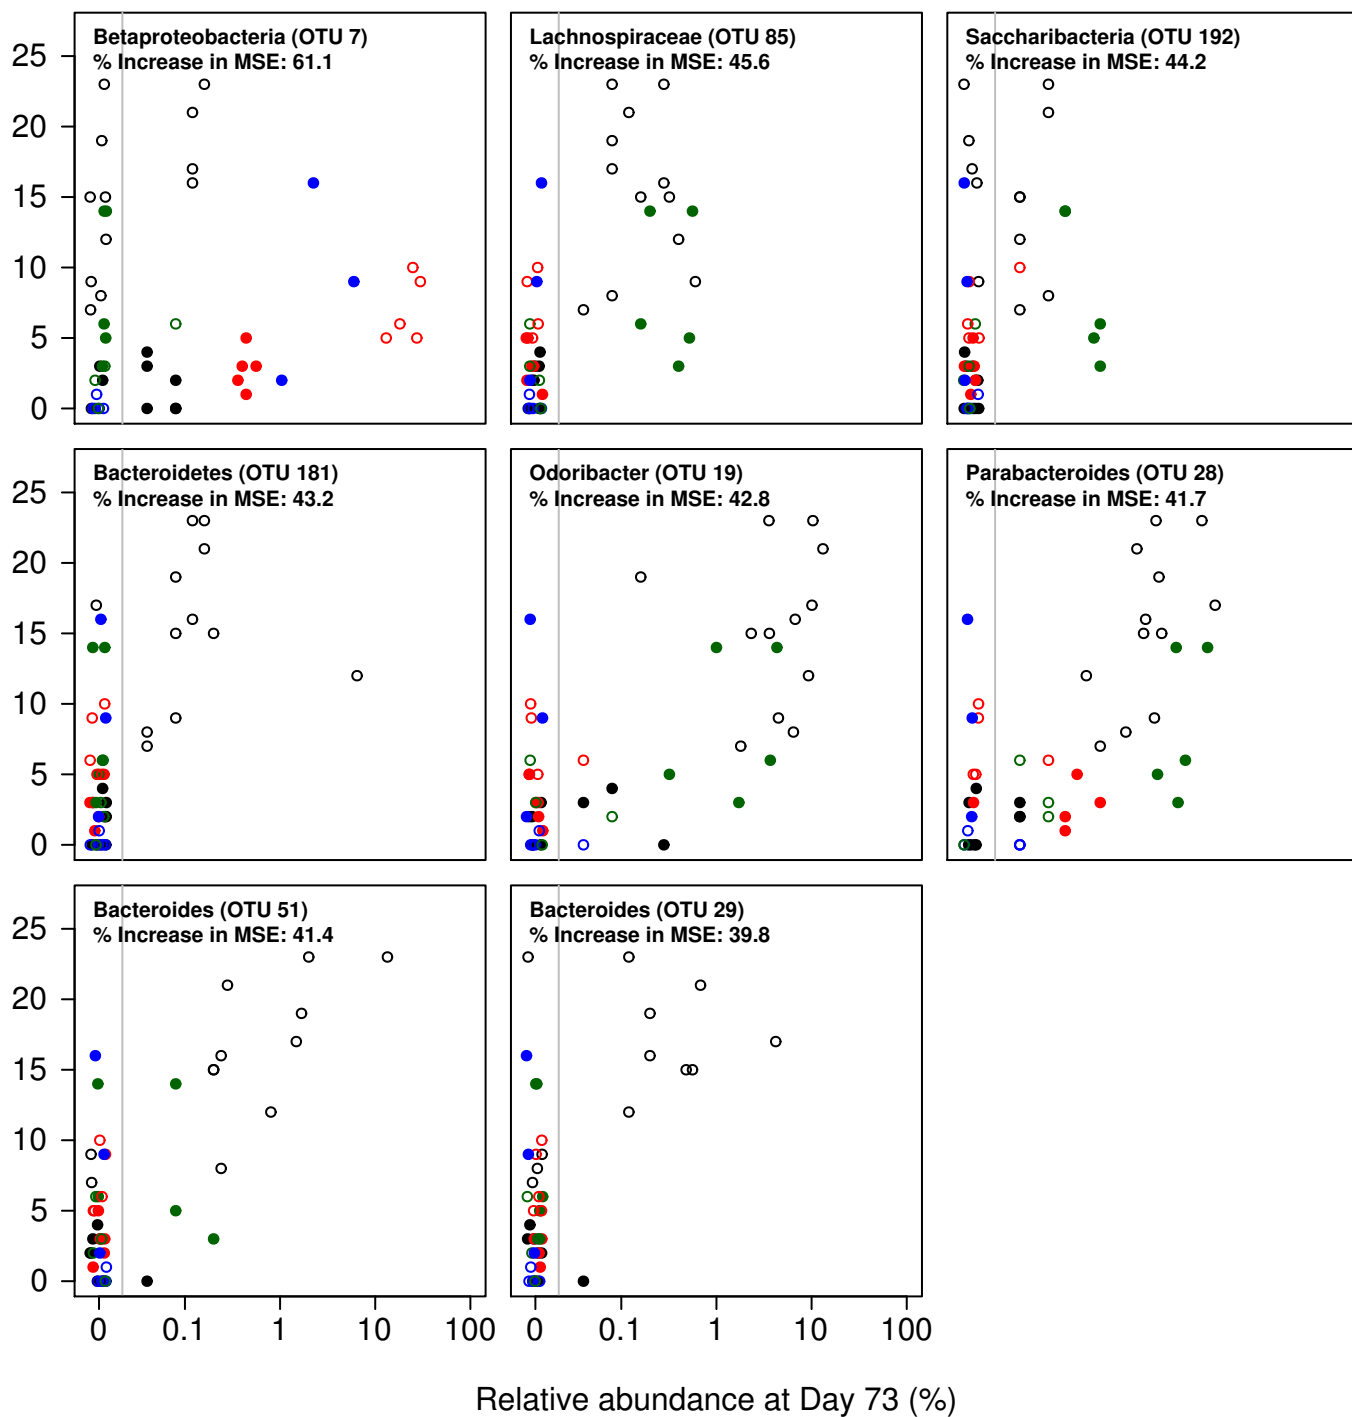 Betaproteobacteria (OTU 7)
% Increase in MSE: 61.1
Lachnospiraceae (OTU 85)
% Increase in MSE: 45.6
Saccharibacteria (OTU 192)
% Increase in MSE: 44.2
25
20
15
10
5
0
Bacteroidetes (OTU 181)
% Increase in MSE: 43.2
Odoribacter (OTU 19)
% Increase in MSE: 42.8
Parabacteroides (OTU 28)
% Increase in MSE: 41.7
25
20
15
10
5
0
Bacteroides (OTU 51)
% Increase in MSE: 41.4
Bacteroides (OTU 29)
% Increase in MSE: 39.8
25
20
15
10
5
0
0 0.1 1 10 100
0 0.1 1 10 100
Relative abundance at Day 73 (%)